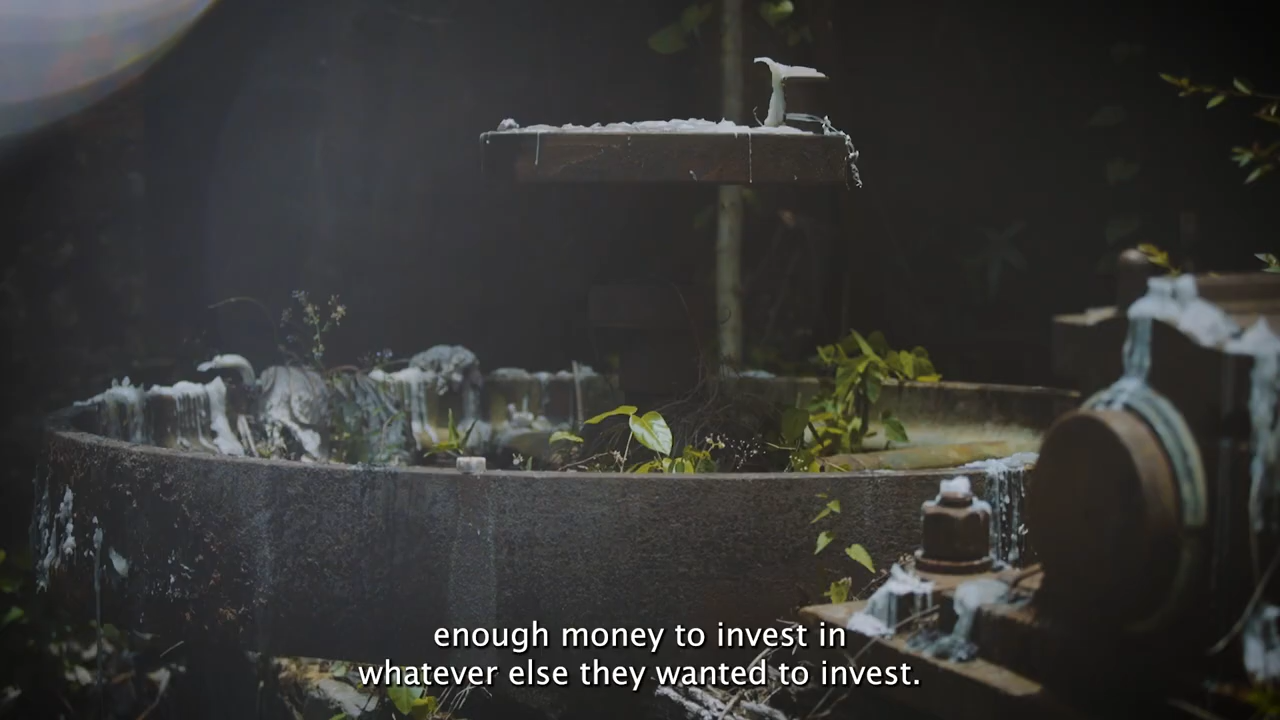 enough money to invest in
whatever else they wanted to invest.